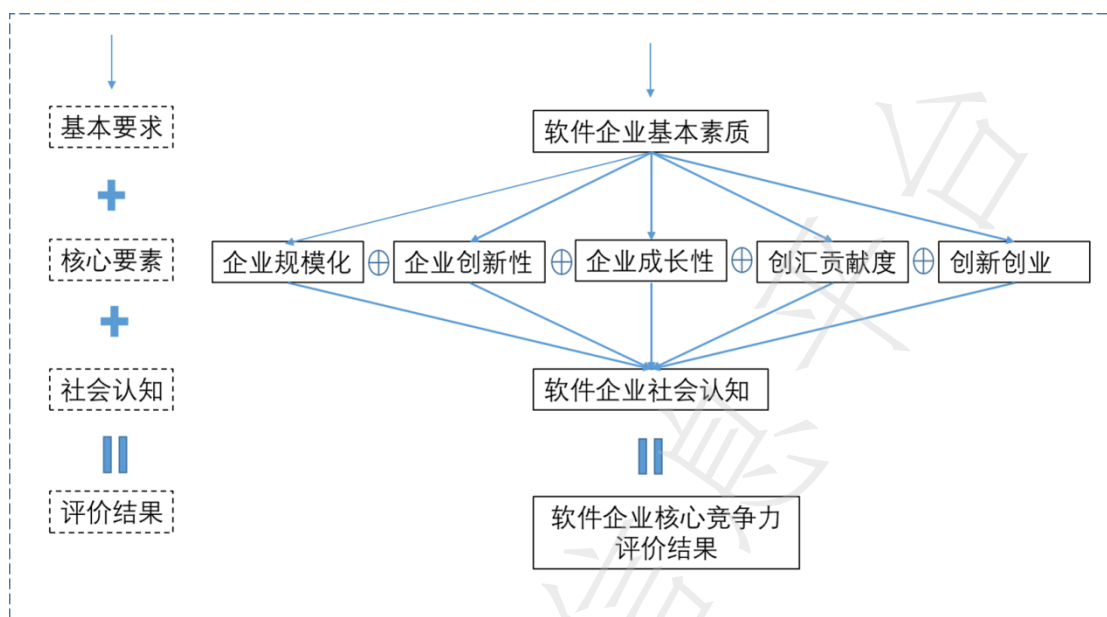 基本要求
软件企业基本素质
核心要素
企业规模化
企业创新性
企业成长性
创汇贡献度
创新创业
社会认知
软件企业社会认知
评价结果
软件企业核心竞争力
评价结果